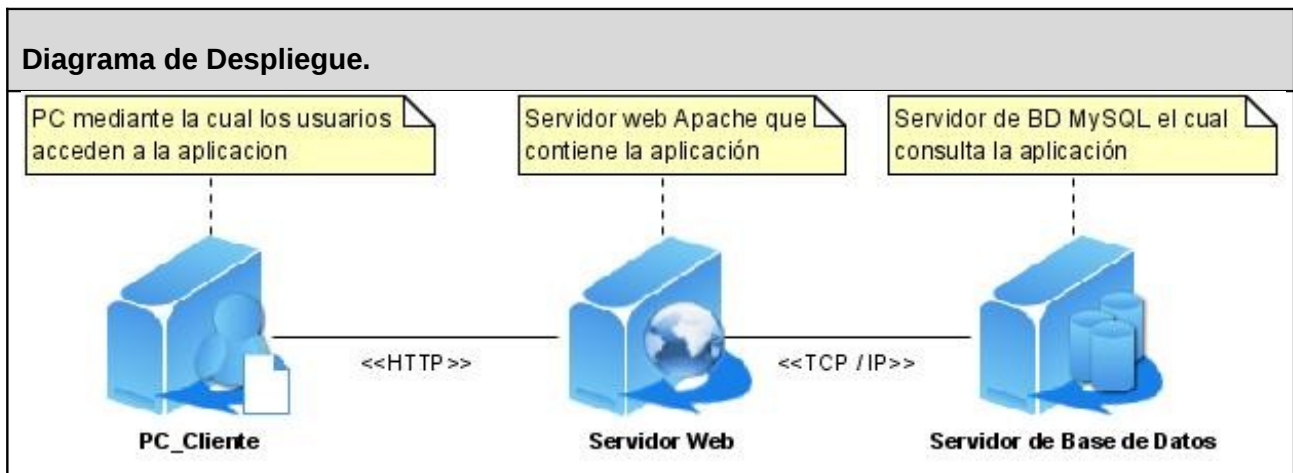 Diagrama de Despliegue.
PC mediante la cual los usuarios
acceden a la aplicacion
Servidor web Apache que
contiene la aplicación
Servidor de BD MySQL el cual
consulta la aplicación
<<HTTP>>
<<TCP / IP>>
PC_Cliente
Servidor Web
Servidor de Base de Datos